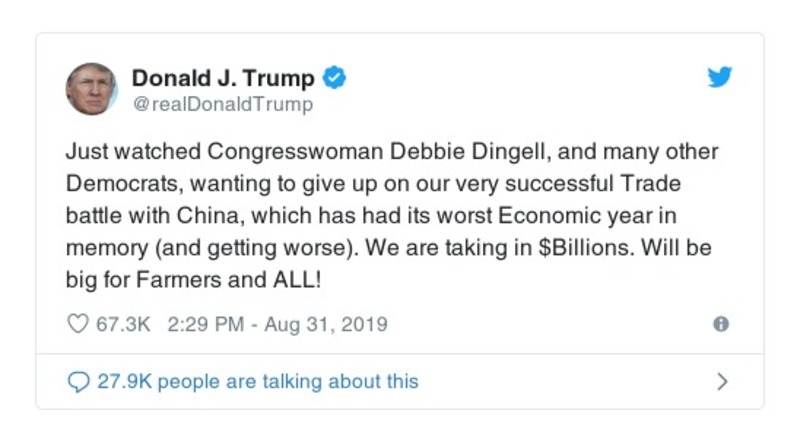 Donald J. Trump
@realDonaldTrump
Just watched Congresswoman Debbie Dingell, and many other
Democrats, wanting to give up on our very successful Trade
battle with China, which has had its worst Economic year in
memory (and getting worse). We are taking in $Billions. Will be
big for Farmers and ALL!
67.3K 2:29 PM - Aug 31, 2019
27.9K people are talking about this